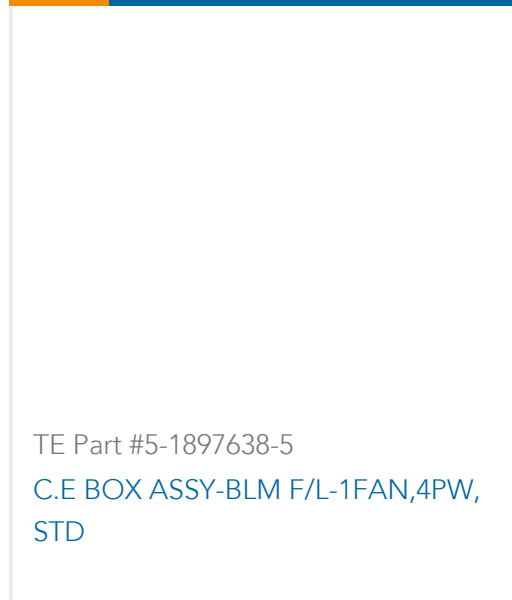 TE Part #5-1897638-5
C.E BOX ASSY-BLM F/L-1FAN,4PW,
STD